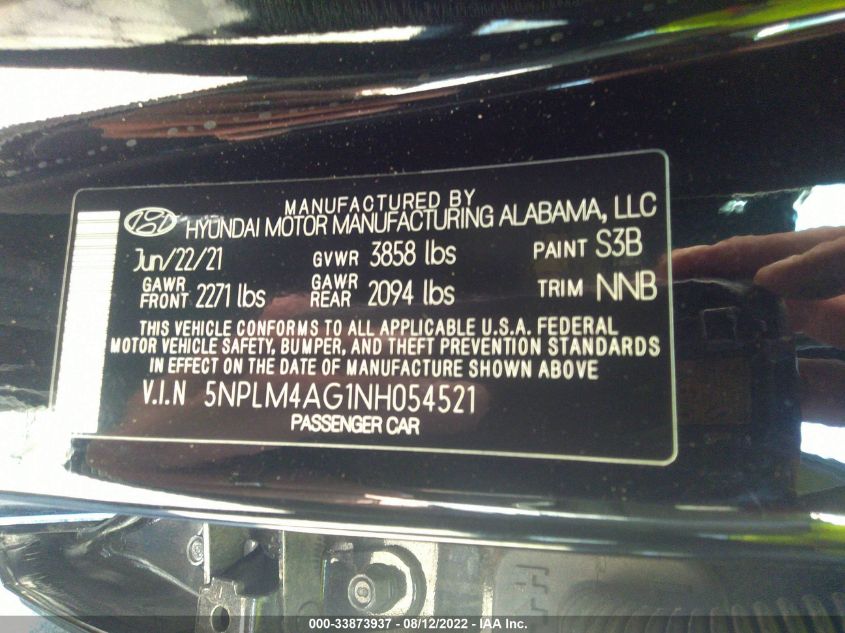 MANUFACTURED BY
HYUNDAI MOTOR MANUFACTURING ALABAMA, LLC
Jun/22/21 GVWR 3858 lbs PAINT S3B
GAWR FRONT 2271 lbs GAWR REAR 2094 lbs TRIM NNB
THIS VEHICLE CONFORMS TO ALL APPLICABLE U.S.A. FEDERAL
MOTOR VEHICLE SAFETY, BUMPER, AND THEFT PREVENTION STANDARDS
IN EFFECT ON THE DATE OF MANUFACTURE SHOWN ABOVE
V.I.N 5NPLM4AG1NH054521
PASSENGER CAR
000-33873937 - 08/12/2022 - IAA Inc.